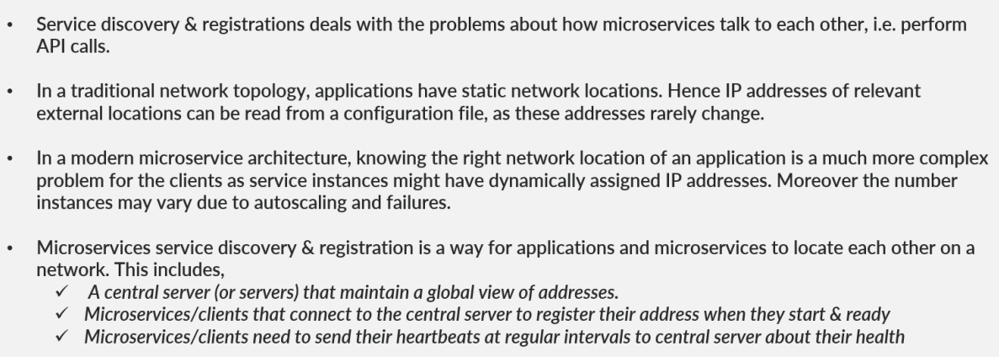 • Service discovery & registrations deals with the problems about how microservices talk to each other, i.e. perform
API calls.
• In a traditional network topology, applications have static network locations. Hence IP addresses of relevant
external locations can be read from a configuration file, as these addresses rarely change.
• In a modern microservice architecture, knowing the right network location of an application is a much more complex
problem for the clients as service instances might have dynamically assigned IP addresses. Moreover the number
instances may vary due to autoscaling and failures.
• Microservices service discovery & registration is a way for applications and microservices to locate each other on a
network. This includes,
✓ A central server (or servers) that maintain a global view of addresses.
✓ Microservices/clients that connect to the central server to register their address when they start & ready
✓ Microservices/clients need to send their heartbeats at regular intervals to central server about their health